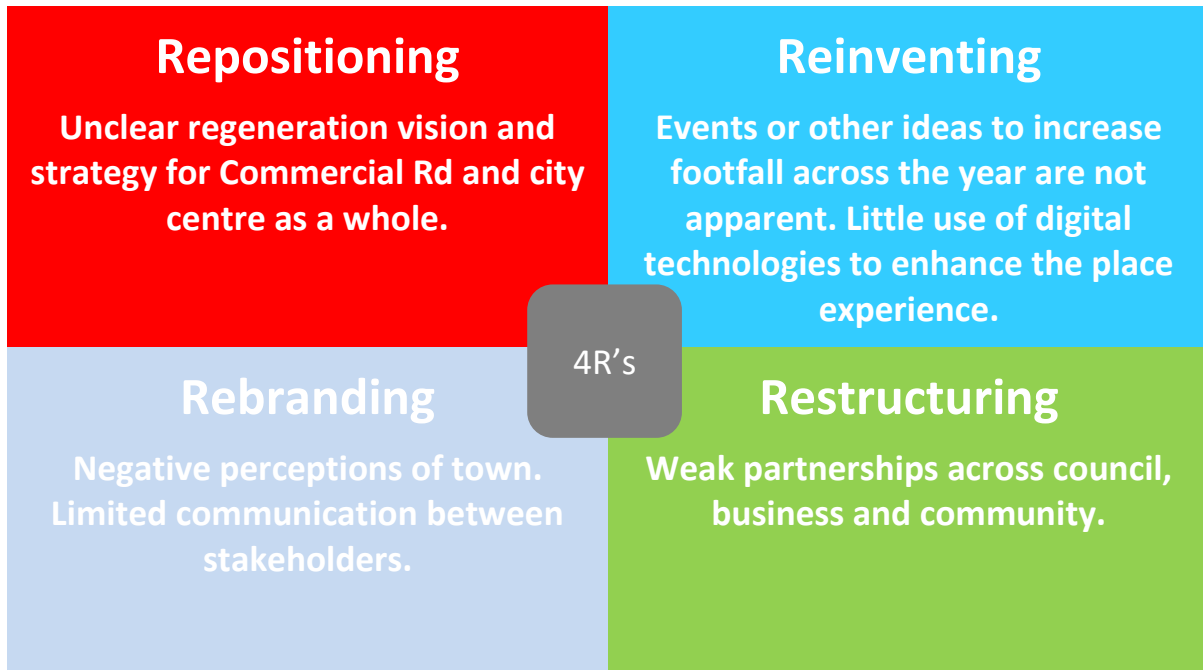 Repositioning
Unclear regeneration vision and
strategy for Commercial Rd and city
centre as a whole.
Reinventing
Events or other ideas to increase
footfall across the year are not
apparent. Little use of digital
technologies to enhance the place
experience.
4R’s
Rebranding
Negative perceptions of town.
Limited communication between
stakeholders.
Restructuring
Weak partnerships across council,
business and community.